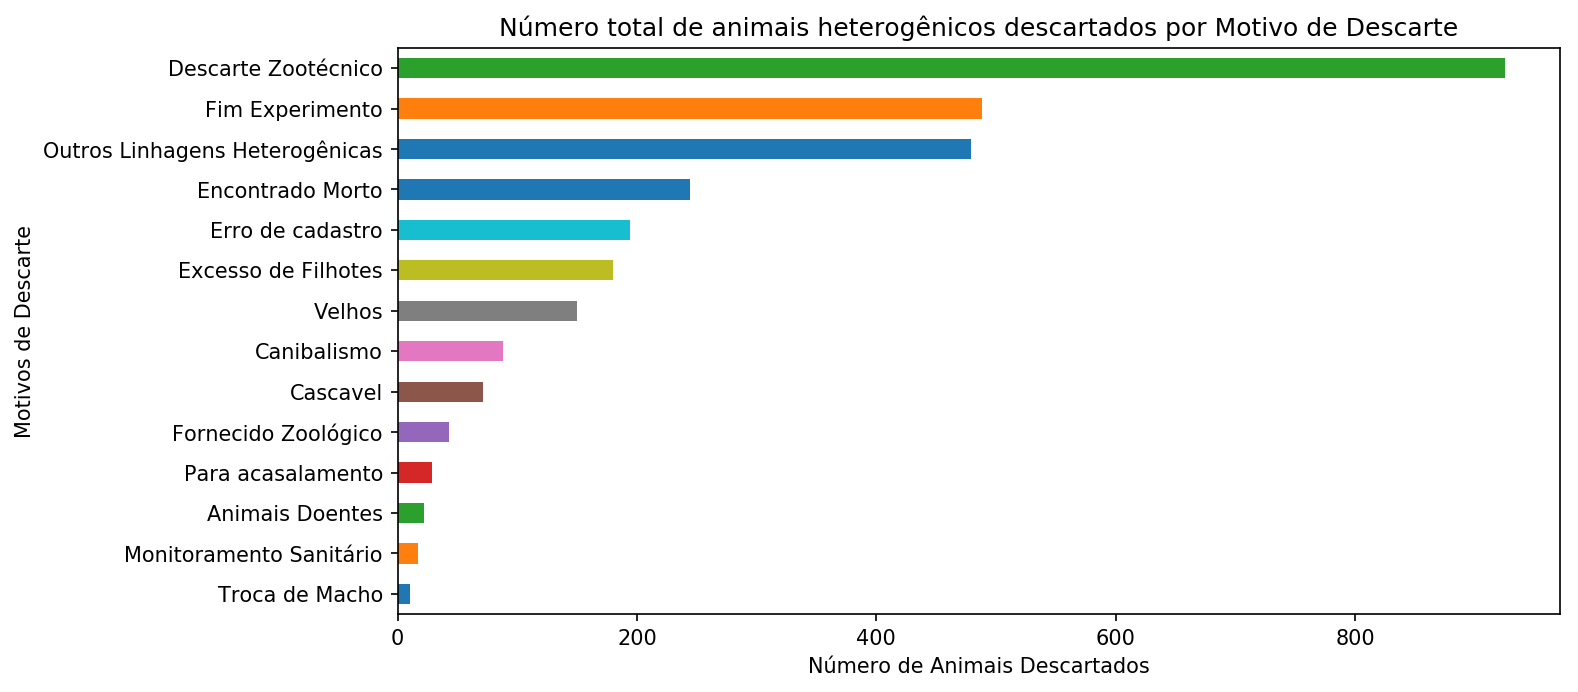 Número total de animais heterogênicos descartados por Motivo de Descarte
Motivos de Descarte
Descarte Zootécnico
Fim Experimento
Outros Linhagens Heterogênicas
Encontrado Morto
Erro de cadastro
Excesso de Filhotes
Velhos
Canibalismo
Cascavel
Fornecido Zoológico
Para acasalamento
Animais Doentes
Monitoramento Sanitário
Troca de Macho
0 200 400 600 800
Número de Animais Descartados